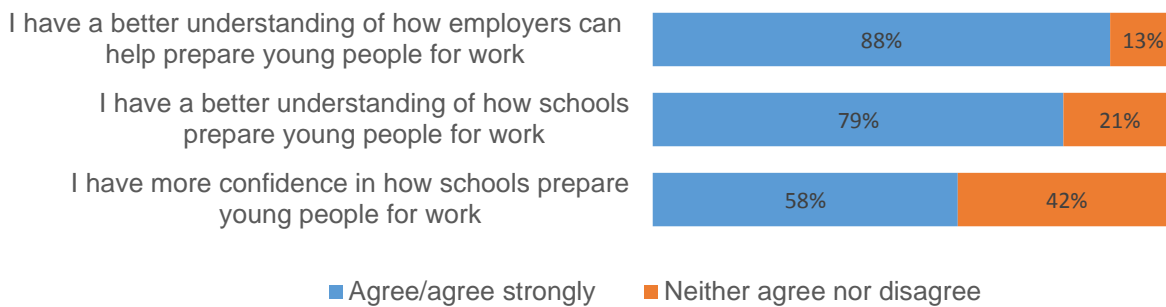 I have a better understanding of how employers can
help prepare young people for work
88%
13%
I have a better understanding of how schools
prepare young people for work
79%
21%
I have more confidence in how schools prepare
young people for work
58%
42%
Agree/agree strongly
Neither agree nor disagree